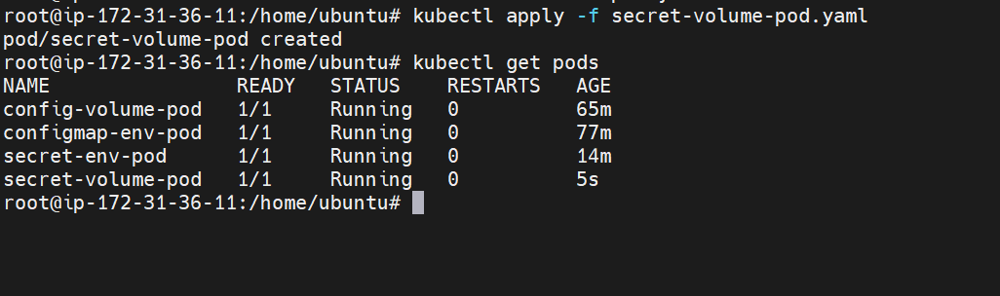 root@ip-172-31-36-11:/home/ubuntu# kubectl apply -f secret-volume-pod.yaml
pod/secret-volume-pod created
root@ip-172-31-36-11:/home/ubuntu# kubectl get pods
NAME                READY   STATUS    RESTARTS   AGE
config-volume-pod   1/1     Running   0          65m
configmap-env-pod   1/1     Running   0          77m
secret-env-pod      1/1     Running   0          14m
secret-volume-pod   1/1     Running   0          5s
root@ip-172-31-36-11:/home/ubuntu#